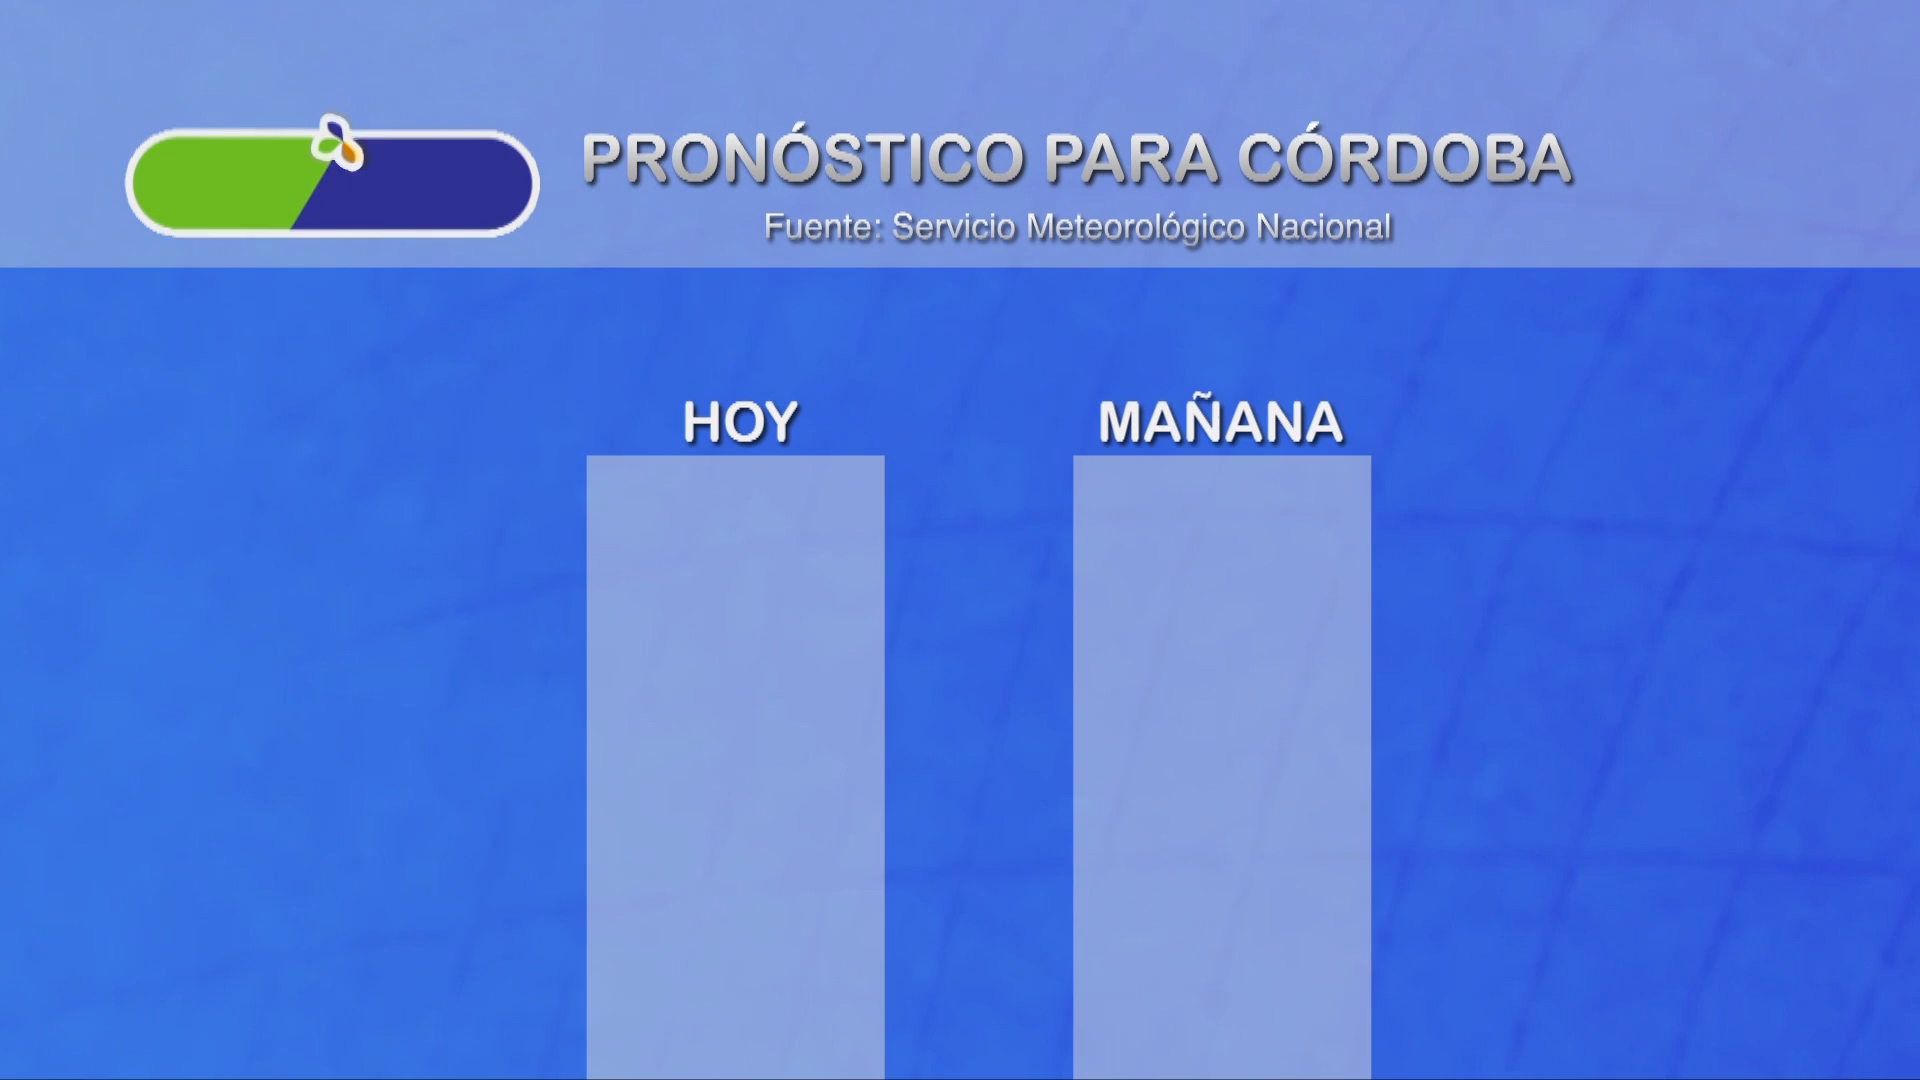 PRONÓSTICO PARA CÓRDOBA
Fuente: Servicio Meteorológico Nacional
HOY
MAÑANA